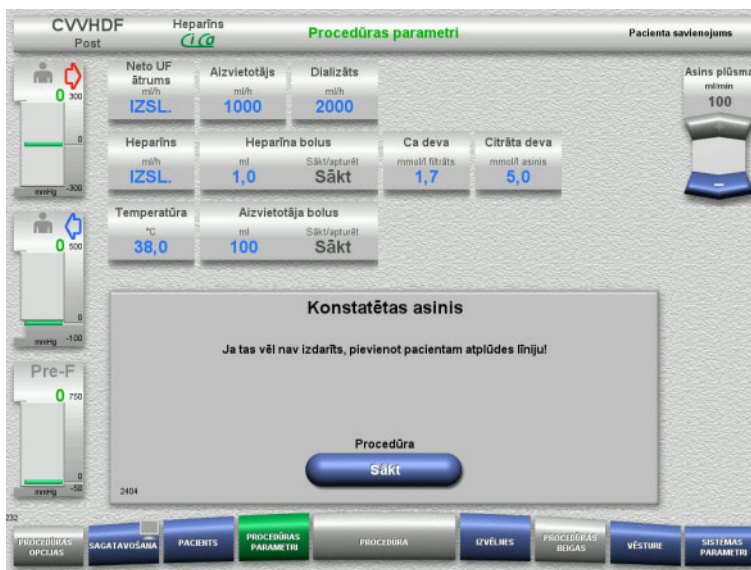 CVVHDF
Post
Heparīns
CiCa
Procedūras parametri
Pacienta savienojums
0 300
0
mmHg -300
Neto UF
ātrums
ml/h
IZSL.
Aizvietotājs
ml/h
1000
Dializāts
ml/h
2000
Asins plūsma
ml/min
100
Heparīns
ml/h
IZSL.
Heparīna bolus
ml Sākt/apturēt
1,0 Sākt
Ca deva
mmol/l filtrāts
1,7
Citrāta deva
mmol/l asinis
5,0
0 500
0
mmHg -100
Temperatūra
°C
38,0
Aizvietotāja bolus
ml Sākt/apturēt
100 Sākt
Pre-F
0 750
0
mmHg -50
Konstatētas asinis
Ja tas vēl nav izdarīts, pievienot pacientam atplūdes līniju!
Procedūra
Sākt
2404
232
PROCEDŪRAS
OPCIJAS
SAGATAVOŠANA
PACIENTS
PROCEDŪRAS
PARAMETRI
PROCEDŪRA
IZVĒLNES
PROCEDŪRAS
BEIGAS
VĒSTURE
SISTĒMAS
PARAMETRI